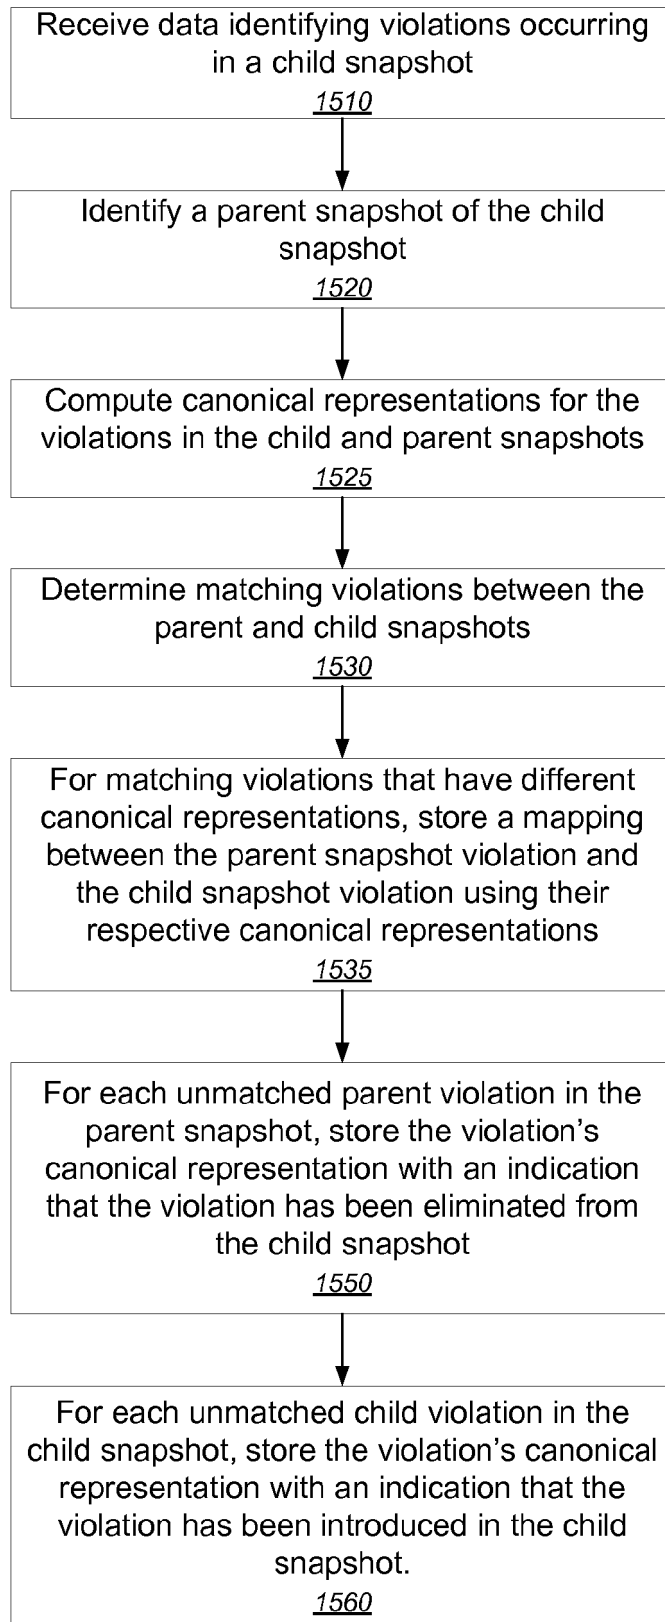 Receive data identifying violations occurring
in a child snapshot
1510
Identify a parent snapshot of the child
snapshot
1520
Compute canonical representations for the
violations in the child and parent snapshots
1525
Determine matching violations between the
parent and child snapshots
1530
For matching violations that have different
canonical representations, store a mapping
between the parent snapshot violation and
the child snapshot violation using their
respective canonical representations
1535
For each unmatched parent violation in the
parent snapshot, store the violation's
canonical representation with an indication
that the violation has been eliminated from
the child snapshot
1550
For each unmatched child violation in the
child snapshot, store the violation's canonical
representation with an indication that the
violation has been introduced in the child
snapshot.
1560